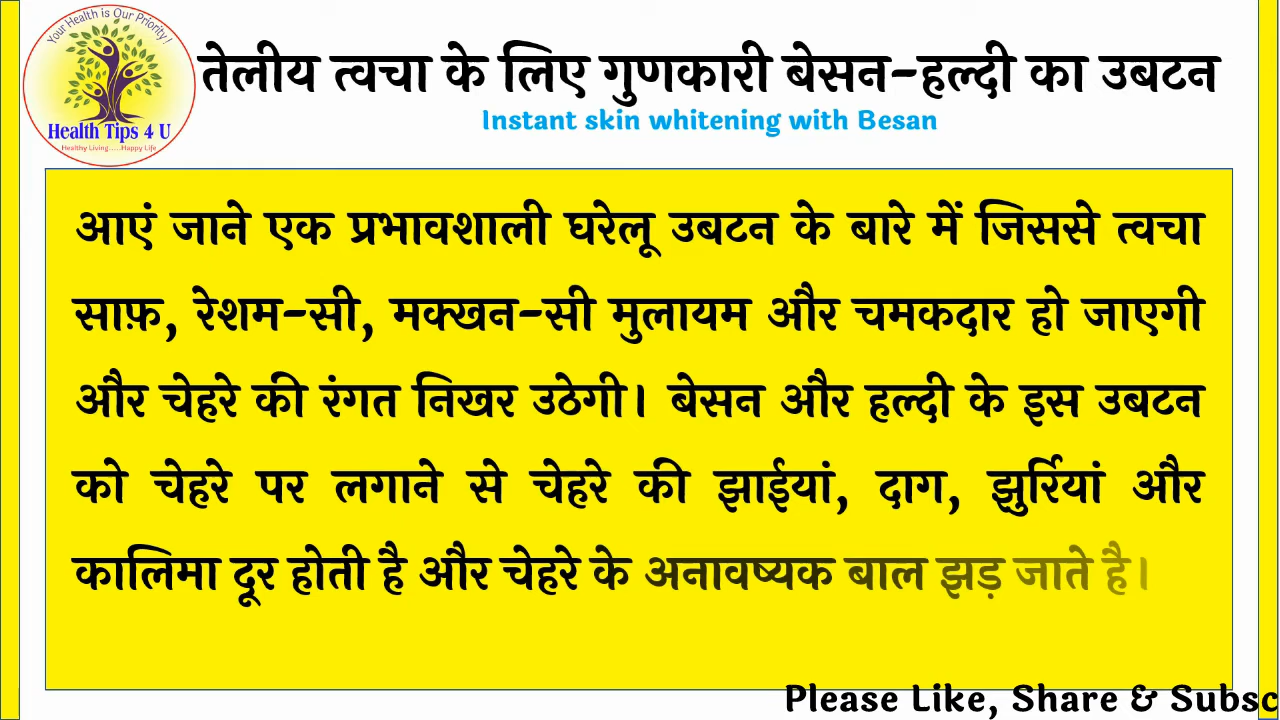 Your Health is Our Priority!
Health Tips 4 U
Healthy Living.....Happy Life
तेलीय त्वचा के लिए गुणकारी बेसन-हल्दी का उबटन
Instant skin whitening with Besan
आएं जाने एक प्रभावशाली घरेलू उबटन के बारे में जिससे त्वचा
साफ़, रेशम-सी, मक्खन-सी मुलायम और चमकदार हो जाएगी
और चेहरे की रंगत निखर उठेगी। बेसन और हल्दी के इस उबटन
को चेहरे पर लगाने से चेहरे की झाईयां, दाग, झुर्रियां और
कालिमा दूर होती है और चेहरे के अनावष्यक बाल झड़ जाते है।
Please Like, Share & Subsc